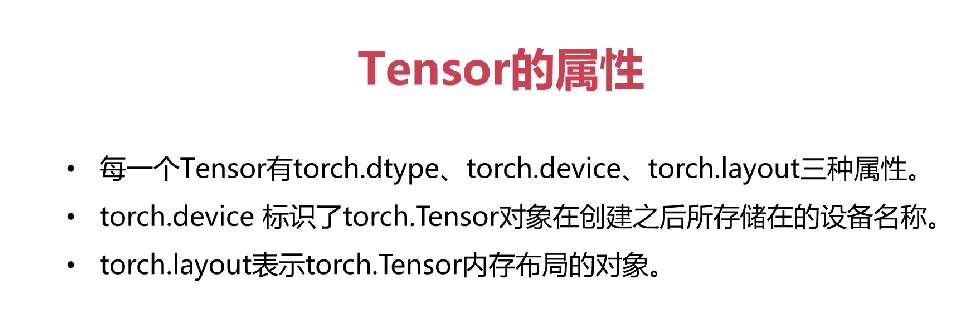 Tensor的属性
• 每一个Tensor有torch.dtype、torch.device、torch.layout三种属性。
• torch.device 标识了torch.Tensor对象在创建之后所存储在的设备名称。
• torch.layout表示torch.Tensor内存布局的对象。